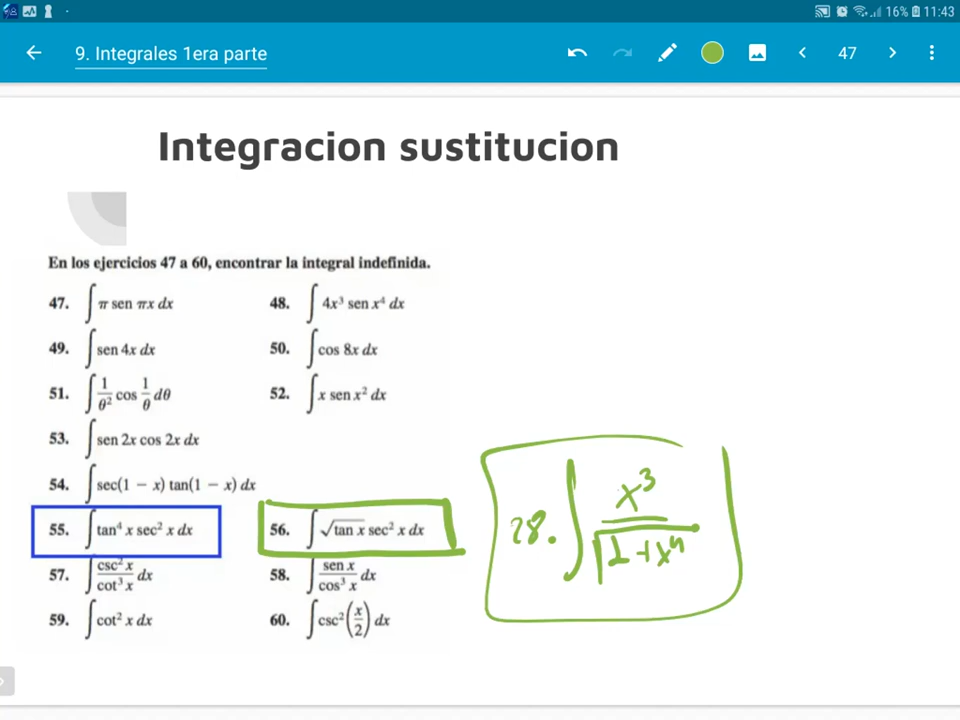 16% 11:43
9. Integrales 1era parte 47
Integracion sustitucion
En los ejercicios 47 a 60, encontrar la integral indefinida.
47. ∫ π sen πx dx 48. ∫ 4x³ sen x⁴ dx
49. ∫ sen 4x dx 50. ∫ cos 8x dx
51. ∫ 1/θ² cos 1/θ dθ 52. ∫ x sen x² dx
53. ∫ sen 2x cos 2x dx
54. ∫ sec(1 − x) tan(1 − x) dx
55. ∫ tan⁴ x sec² x dx 56. ∫ √tan x sec² x dx
57. ∫ csc² x/cot³ x dx 58. ∫ sen x/cos³ x dx
59. ∫ cot² x dx 60. ∫ csc²(x/2) dx
28. ∫ x³/√(1+x⁴)